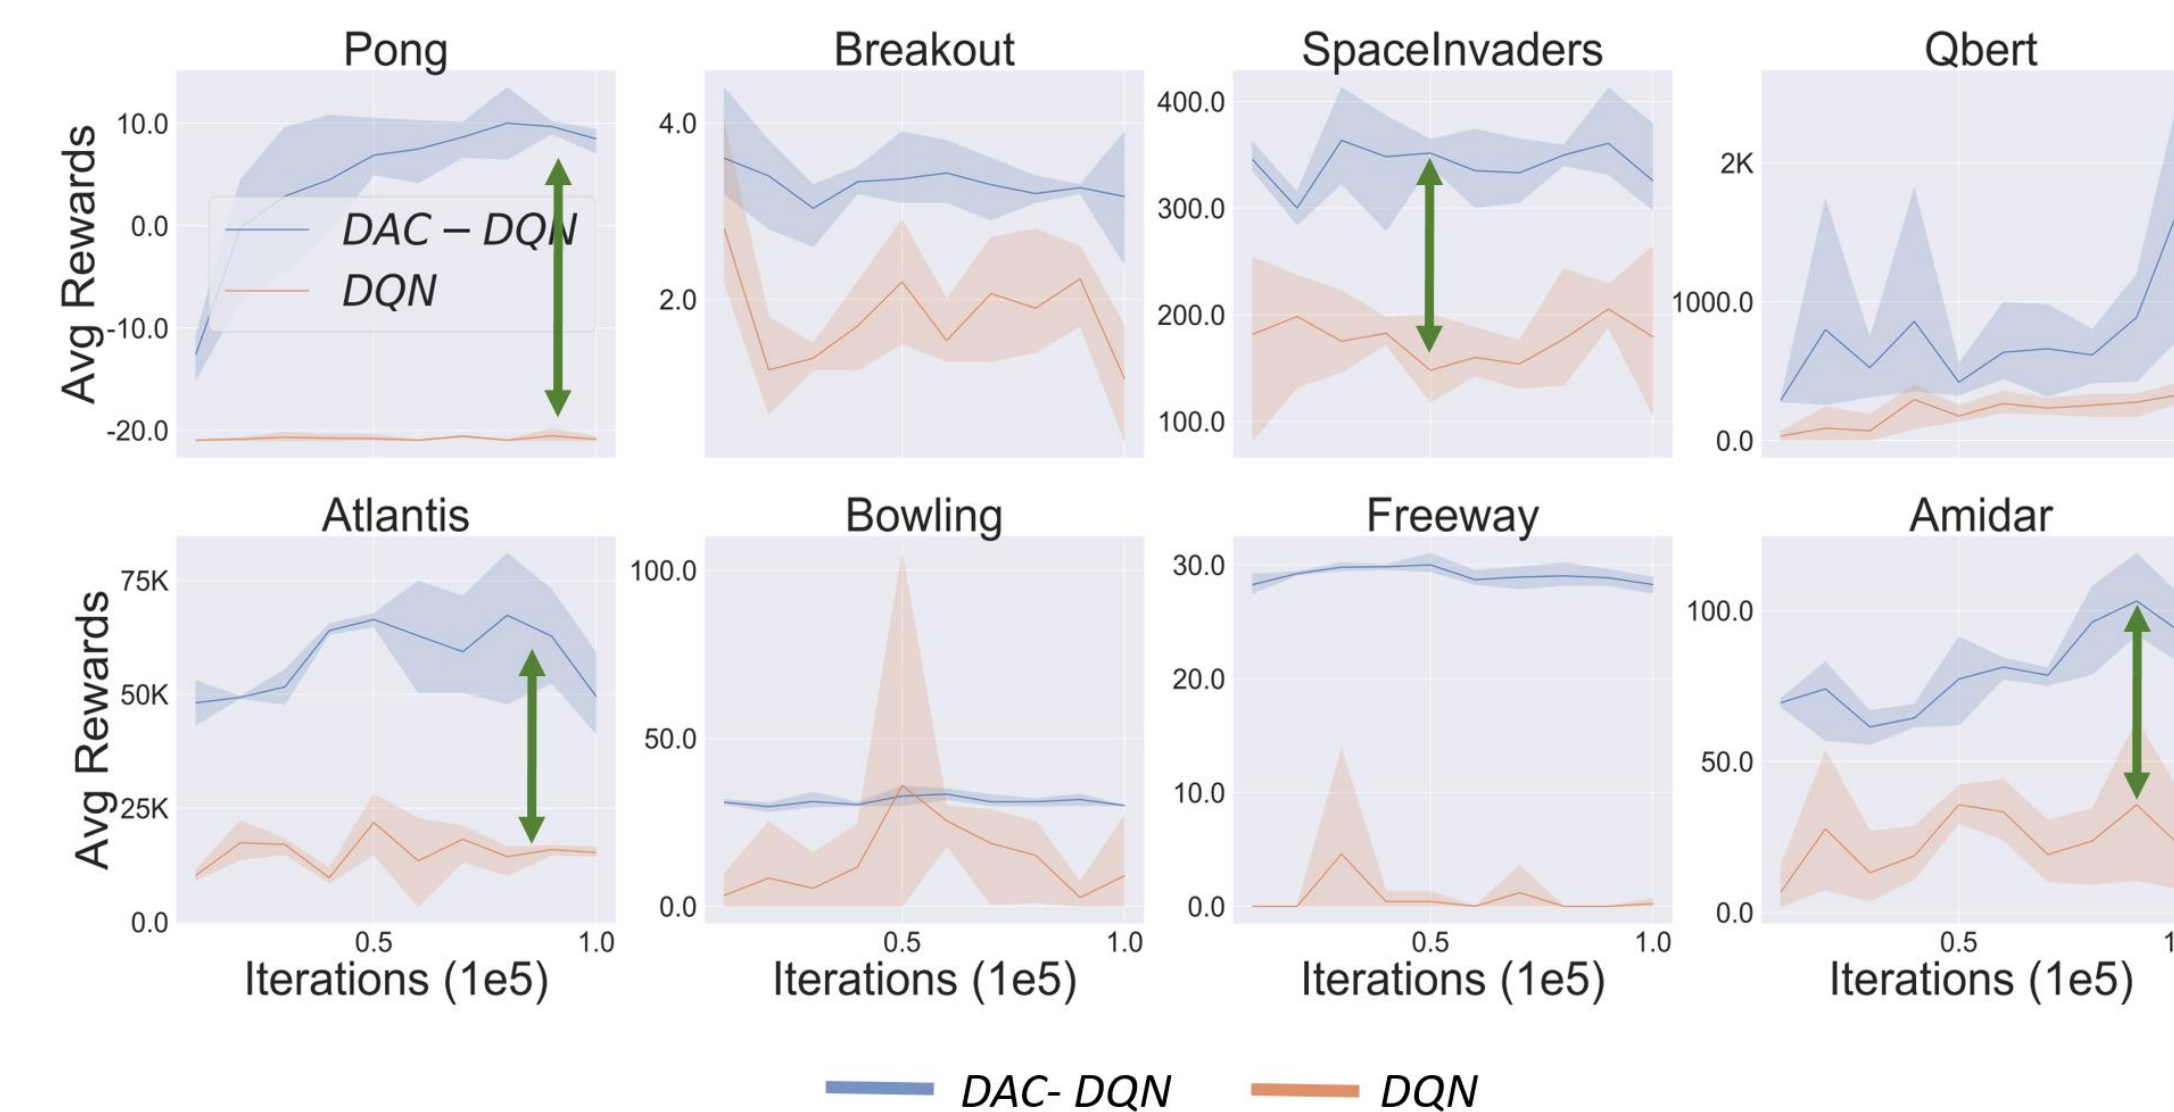 Pong Breakout SpaceInvaders Qbert
Avg Rewards
10.0
0.0
-10.0
-20.0
DAC – DQN
DQN
4.0
2.0
400.0
300.0
200.0
100.0
2K
1000.0
0.0
Atlantis Bowling Freeway Amidar
Avg Rewards
75K
50K
25K
0.0
100.0
50.0
0.0
30.0
20.0
10.0
0.0
100.0
50.0
0.0
0.5 1.0 0.5 1.0 0.5 1.0 0.5
Iterations (1e5) Iterations (1e5) Iterations (1e5) Iterations (1e5)
DAC- DQN DQN